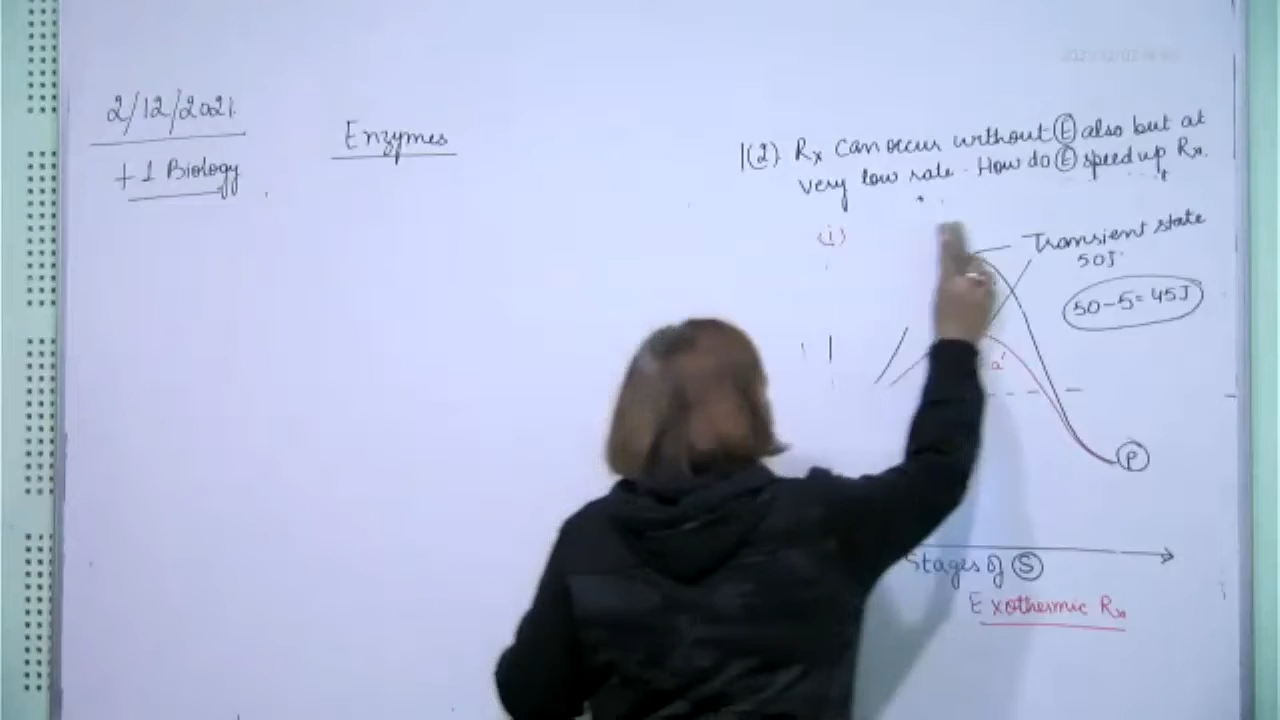 2/12/2021.
+1 Biology
Enzymes
1(2) Rx can occur without Ⓔ also but at
very low rate. How do Ⓔ speed up Rx.
(i)
Transient state
50J
50-5=45J
a'
P
Stages of Ⓢ
Exothermic Rx